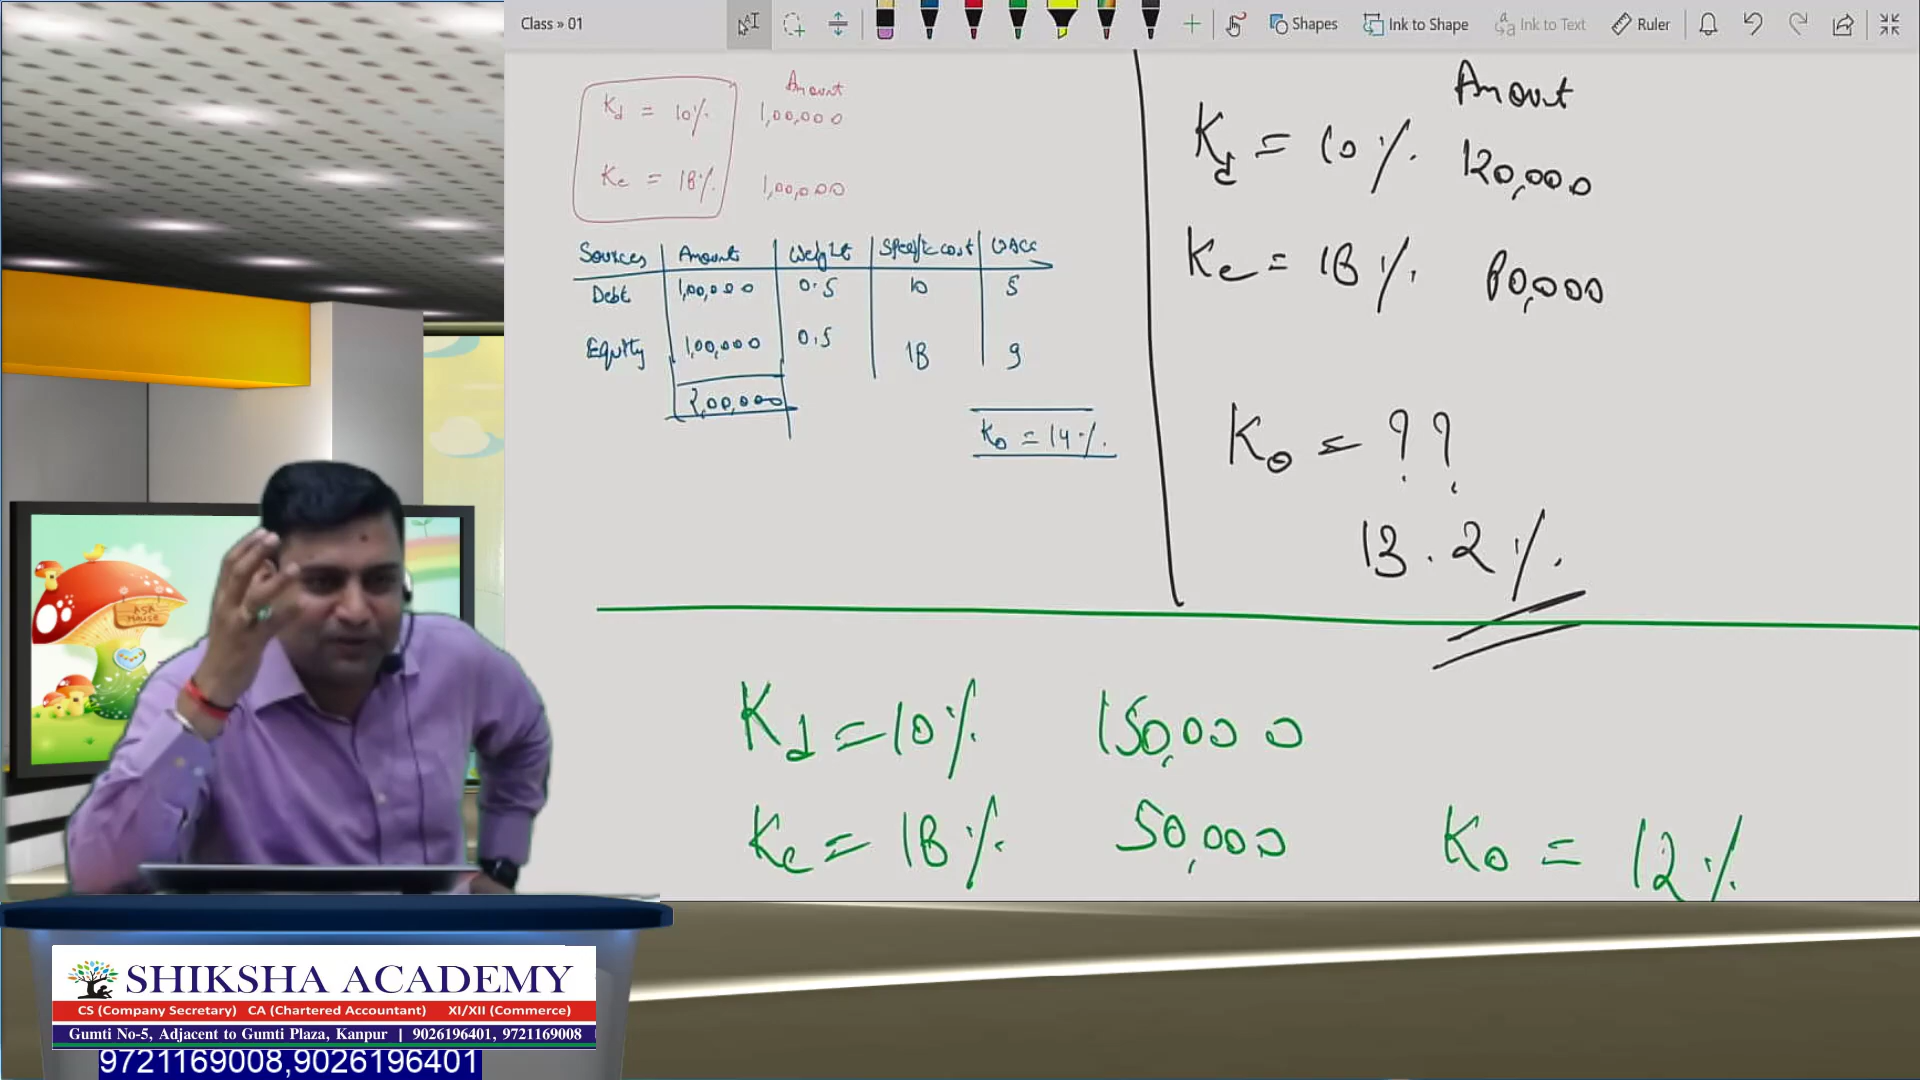 Class » 01
Shapes
Ink to Shape
Ink to Text
Ruler
Amount
Kd = 10% 1,00,000
Ke = 18% 1,00,000
Sources Amount Weight Specific cost WACC
Debt 1,00,000 0.5 10 5
Equity 1,00,000 0.5 18 9
2,00,000
Ko = 14%
Amout
Kd = 10% 120,000
Ke = 18% 80,000
Ko = ??
13.2%
Kd = 10% 150,000
Ke = 18% 50,000 Ko = 12%
ASA
HOUSE
SHIKSHA ACADEMY
CS (Company Secretary) CA (Chartered Accountant) XI/XII (Commerce)
Gumti No-5, Adjacent to Gumti Plaza, Kanpur | 9026196401, 9721169008
9721169008,9026196401